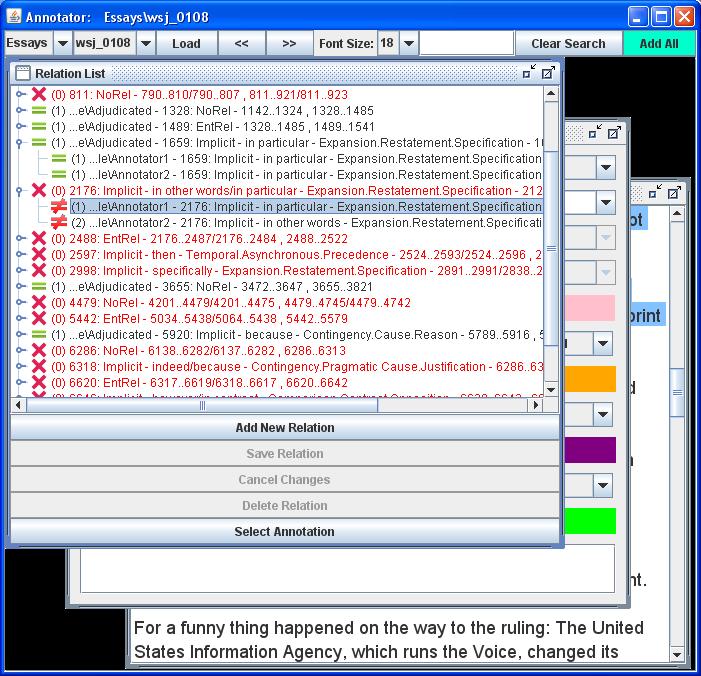 Annotator: Essays\wsj_0108
Essays wsj_0108 Load << >> Font Size: 18 Clear Search Add All
Relation List
(0) 811: NoRel - 790..810/790..807 , 811..921/811..923
(1) ...e\Adjudicated - 1328: NoRel - 1142..1324 , 1328..1485
(1) ...e\Adjudicated - 1489: EntRel - 1328..1485 , 1489..1541
(1) ...e\Adjudicated - 1659: Implicit - in particular - Expansion.Restatement.Specification - 1
(1) ...le\Annotator1 - 1659: Implicit - in particular - Expansion.Restatement.Specification
(1) ...le\Annotator2 - 1659: Implicit - in particular - Expansion.Restatement.Specification
(0) 2176: Implicit - in other words/in particular - Expansion.Restatement.Specification - 212
(1) ...le\Annotator1 - 2176: Implicit - in particular - Expansion.Restatement.Specification
(2) ...le\Annotator2 - 2176: Implicit - in other words - Expansion.Restatement.Specificati
(0) 2488: EntRel - 2176..2487/2176..2484 , 2488..2522
(0) 2597: Implicit - then - Temporal.Asynchronous.Precedence - 2524..2593/2524..2596 , 2
(0) 2998: Implicit - specifically - Expansion.Restatement.Specification - 2891..2991/2838..2
(1) ...e\Adjudicated - 3655: NoRel - 3472..3647 , 3655..3821
(0) 4479: NoRel - 4201..4479/4201..4475 , 4479..4745/4479..4742
(0) 5442: EntRel - 5034..5438/5064..5438 , 5442..5579
(1) ...e\Adjudicated - 5920: Implicit - because - Contingency.Cause.Reason - 5789..5916 , 5
(0) 6286: NoRel - 6138..6282/6137..6282 , 6286..6313
(0) 6318: Implicit - indeed/because - Contingency.Pragmatic Cause.Justification - 6286..63
(0) 6620: EntRel - 6317..6619/6318..6617 , 6620..6642
Add New Relation
Save Relation
Cancel Changes
Delete Relation
Select Annotation
print
nt.
For a funny thing happened on the way to the ruling: The United
States Information Agency, which runs the Voice, changed its